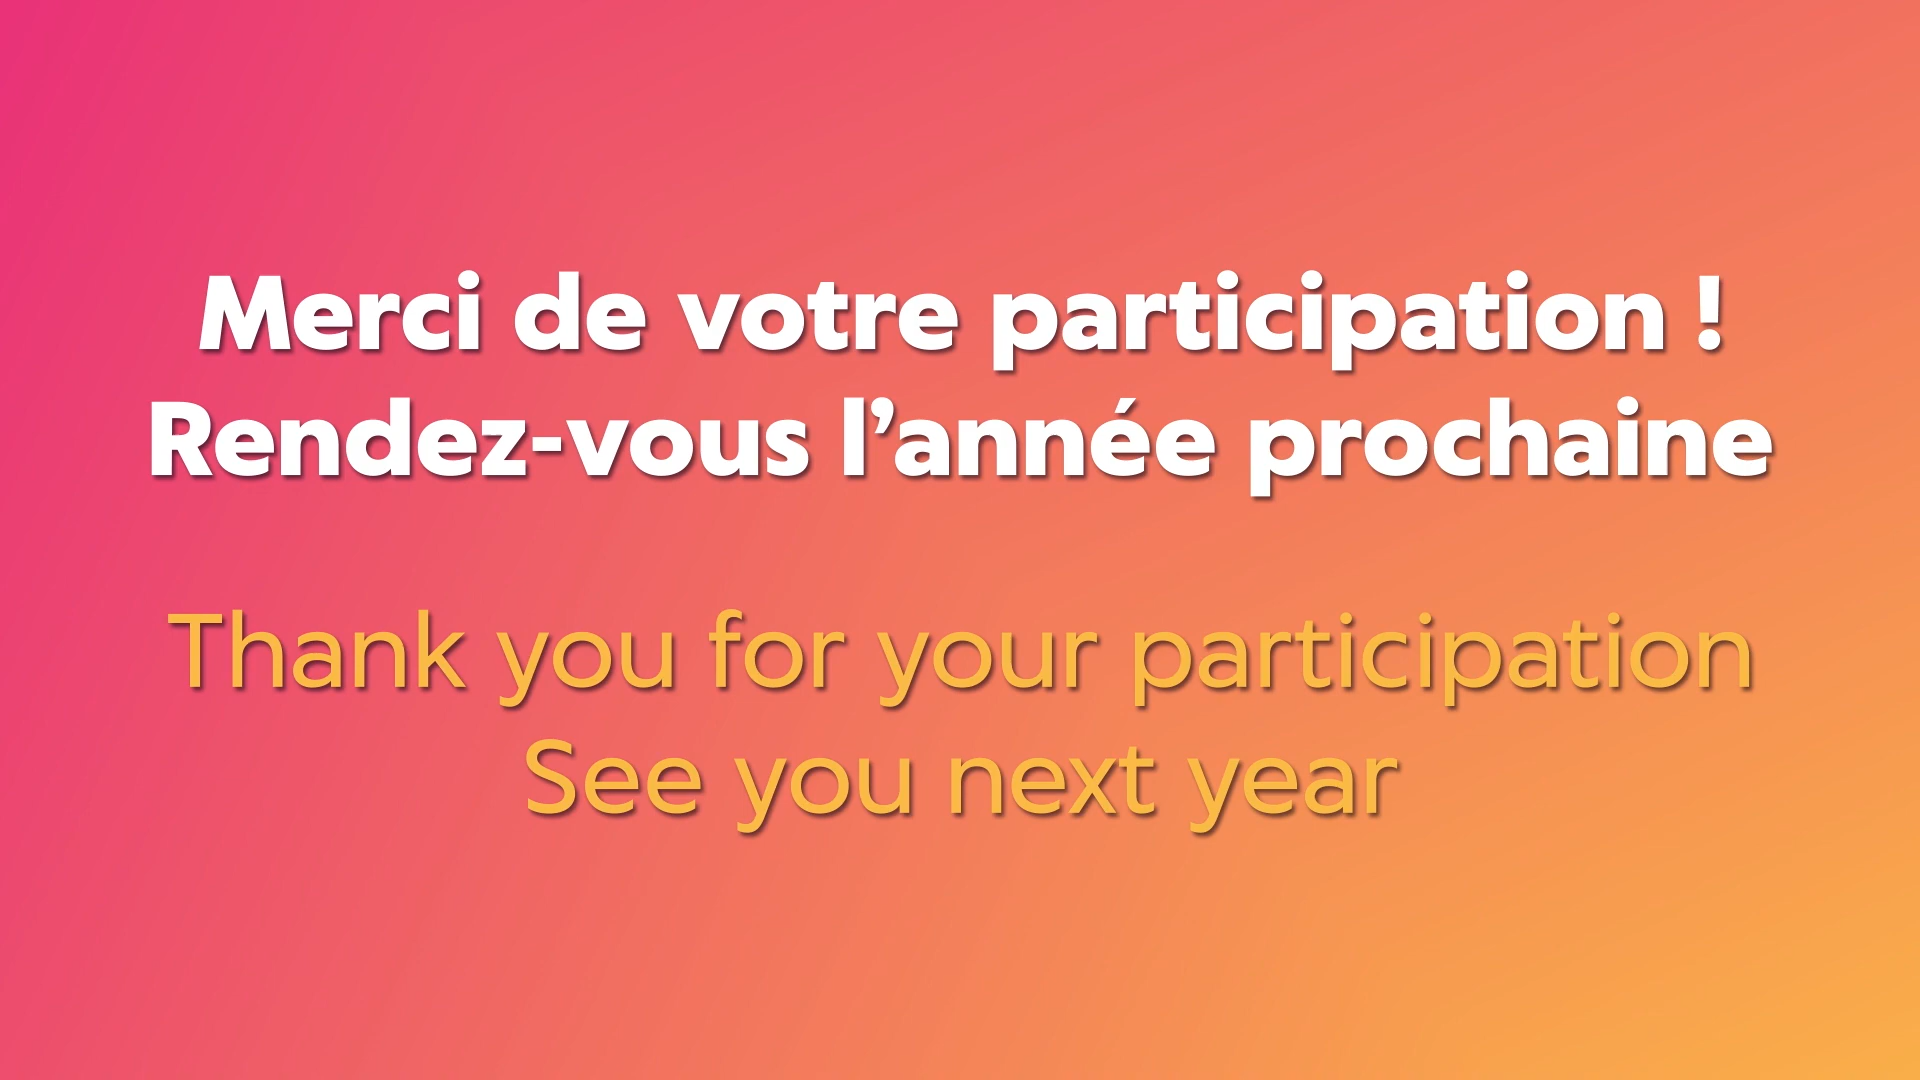 Merci de votre participation !
Rendez-vous l’année prochaine
Thank you for your participation
See you next year